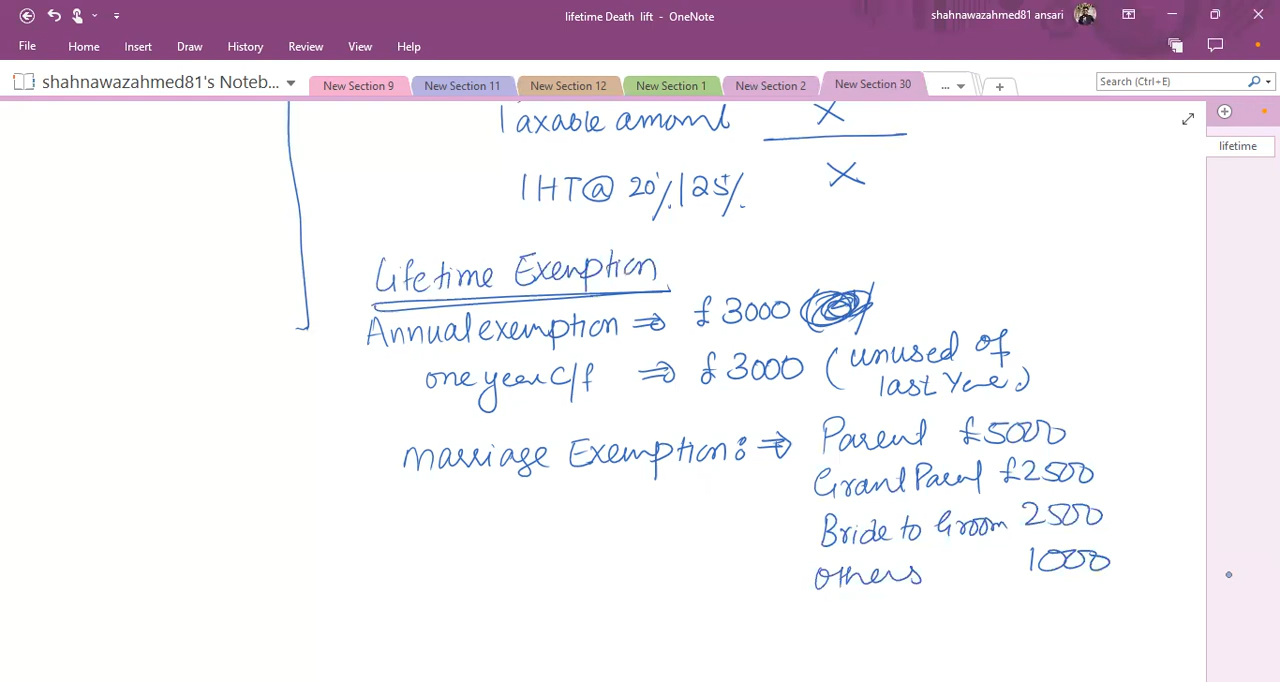 lifetime Death lift - OneNote
shahnawazahmed81 ansari
File Home Insert Draw History Review View Help
shahnawazahmed81's Noteb...
New Section 9
New Section 11
New Section 12
New Section 1
New Section 2
New Section 30
...
Search (Ctrl+E)
lifetime
Taxable amount X
IHT@ 20%/25% X
Lifetime Exemption
Annual exemption ⇒ £3000
one year C/f ⇒ £3000 (unused of
last Year)
Marriage Exemption: ⇒ Parent £5000
Grand Parent £2500
Bride to Groom 2500
Others 1000